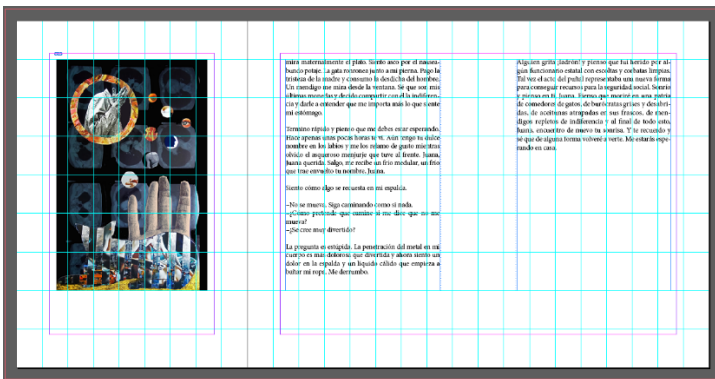 mira maternalmente el plato. Siento asco por el nausea-
bundo potaje. La gata ronronea junto a mi pierna. Pago la
tristeza de la madre y consumo la desdicha del hombre.
Un mendigo me mira desde la ventana. Sé que son mis
últimas monedas y decido compartir con él la indiferen-
cia y darle a entender que me importa más lo que siente
mi estómago.
Termino rápido y pienso que me debes estar esperando.
Hace apenas unas pocas horas te vi. Aún tengo tu dulce
nombre en los labios y me los relamo de gusto mientras
olvido el asqueroso menjurje que tuve al frente. Juana,
Juana querida. Salgo, me recibe un frío medular, un frío
que trae envuelto tu nombre, Juana.
Siento cómo algo se recuesta en mi espalda.
–No se mueva. Siga caminando como si nada.
–¿Cómo pretende que camine si me dice que no me
mueva?
–¿Se cree muy divertido?
La pregunta es estúpida. La penetración del metal en mi
cuerpo es más dolorosa que divertida y ahora siento un
dolor en la espalda y un líquido cálido que empieza a
bañar mi ropa. Me derrumbo.
Alguien grita ¡ladrón! y pienso que fui herido por al-
gún funcionario estatal con escoltas y corbatas limpias.
Tal vez el acto del puñal representaba una nueva forma
para conseguir recursos para la seguridad social. Sonrío
y pienso en ti, Juana. Pienso que moriré en una patria
de comedores de gatos, de burócratas grises y desabri-
das, de aceitunas atrapadas en sus frascos, de men-
digos repletos de indiferencia y al final de todo esto,
Juana, encuentro de nuevo tu sonrisa. Y te recuerdo y
sé que de alguna forma volveré a verte. Me estarás espe-
rando en casa.